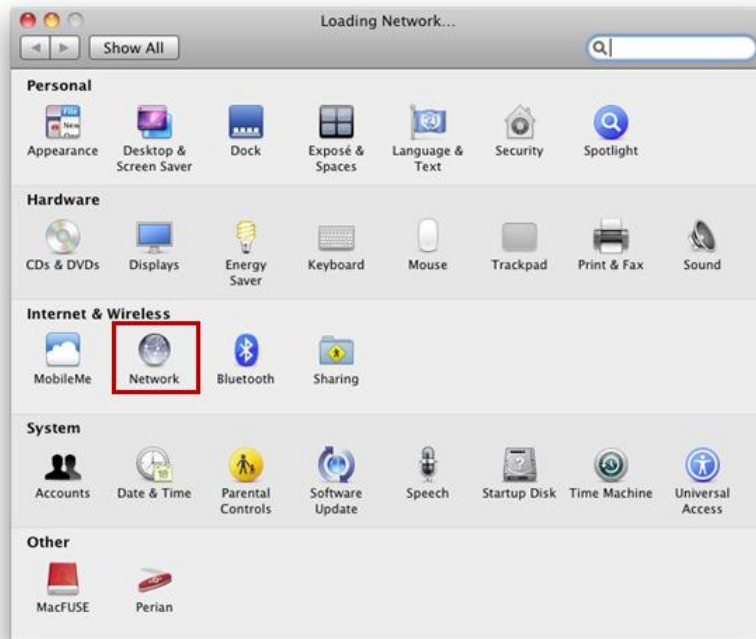 Loading Network...
Show All
Personal
Appearance
Desktop & Screen Saver
Dock
Exposé & Spaces
Language & Text
Security
Spotlight
Hardware
CDs & DVDs
Displays
Energy Saver
Keyboard
Mouse
Trackpad
Print & Fax
Sound
Internet & Wireless
MobileMe
Network
Bluetooth
Sharing
System
Accounts
Date & Time
Parental Controls
Software Update
Speech
Startup Disk
Time Machine
Universal Access
Other
MacFUSE
Perian